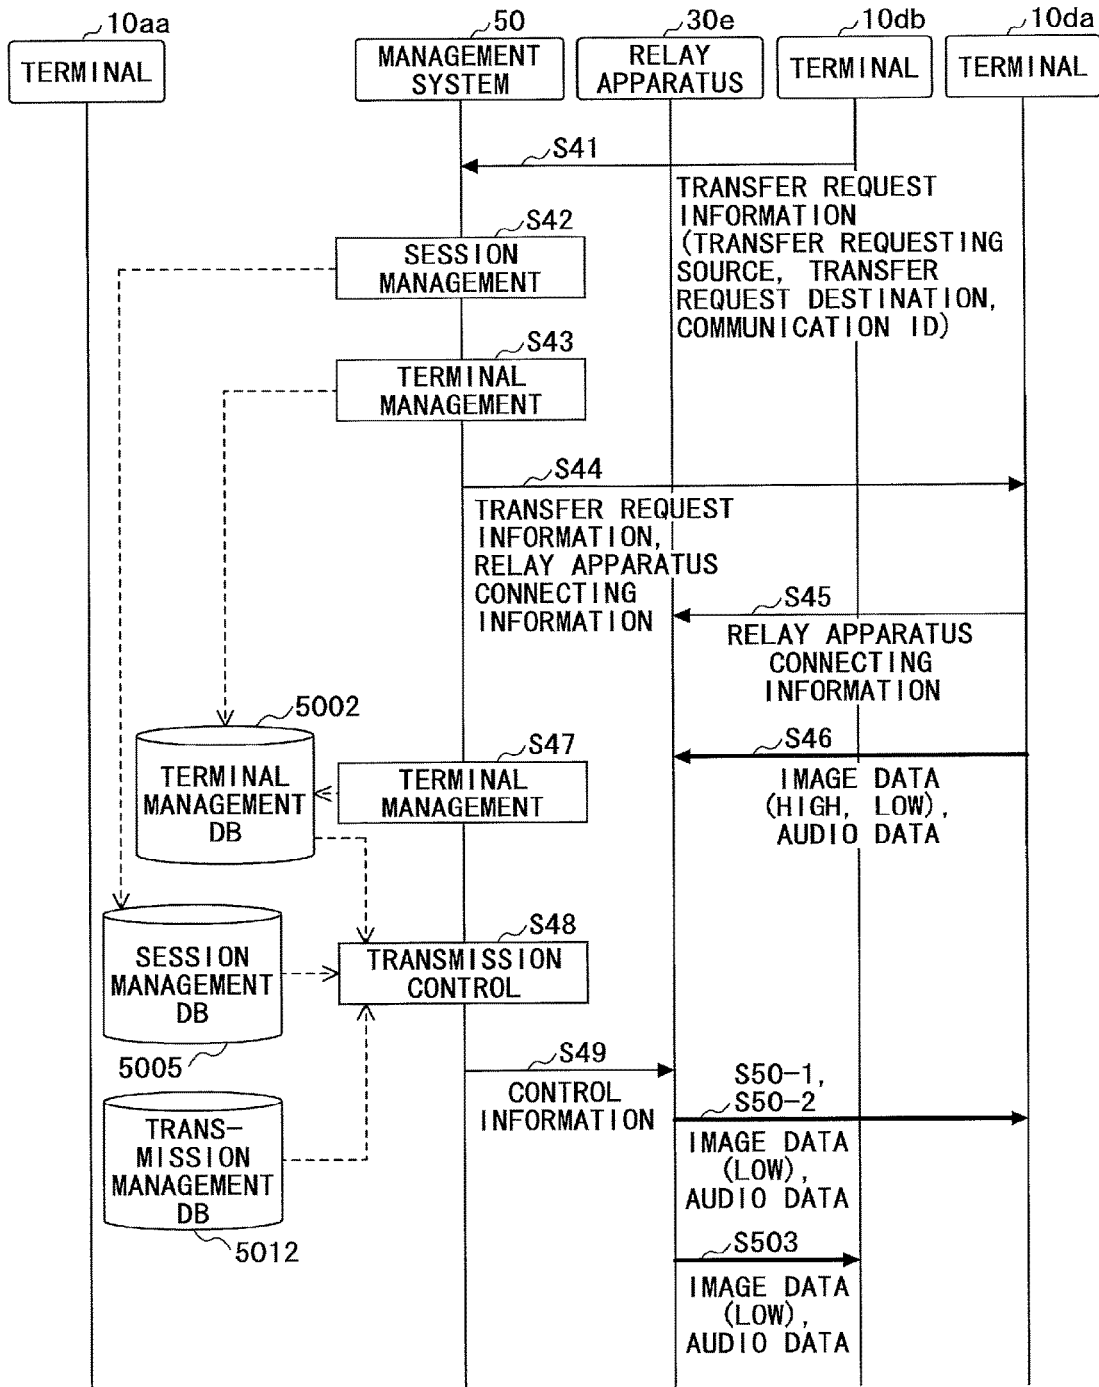 10aa
50
30e
10db
10da
TERMINAL
MANAGEMENT
SYSTEM
RELAY
APPARATUS
TERMINAL
TERMINAL
S41
TRANSFER REQUEST
INFORMATION
(TRANSFER REQUESTING
SOURCE, TRANSFER
REQUEST DESTINATION,
COMMUNICATION ID)
S42
SESSION
MANAGEMENT
S43
TERMINAL
MANAGEMENT
S44
TRANSFER REQUEST
INFORMATION,
RELAY APPARATUS
CONNECTING
INFORMATION
S45
RELAY APPARATUS
CONNECTING
INFORMATION
5002
TERMINAL
MANAGEMENT
DB
S47
TERMINAL
MANAGEMENT
S46
IMAGE DATA
(HIGH, LOW),
AUDIO DATA
SESSION
MANAGEMENT
DB
5005
S48
TRANSMISSION
CONTROL
S49
CONTROL
INFORMATION
S50-1,
S50-2
IMAGE DATA
(LOW),
AUDIO DATA
TRANS-
MISSION
MANAGEMENT
DB
5012
S503
IMAGE DATA
(LOW),
AUDIO DATA